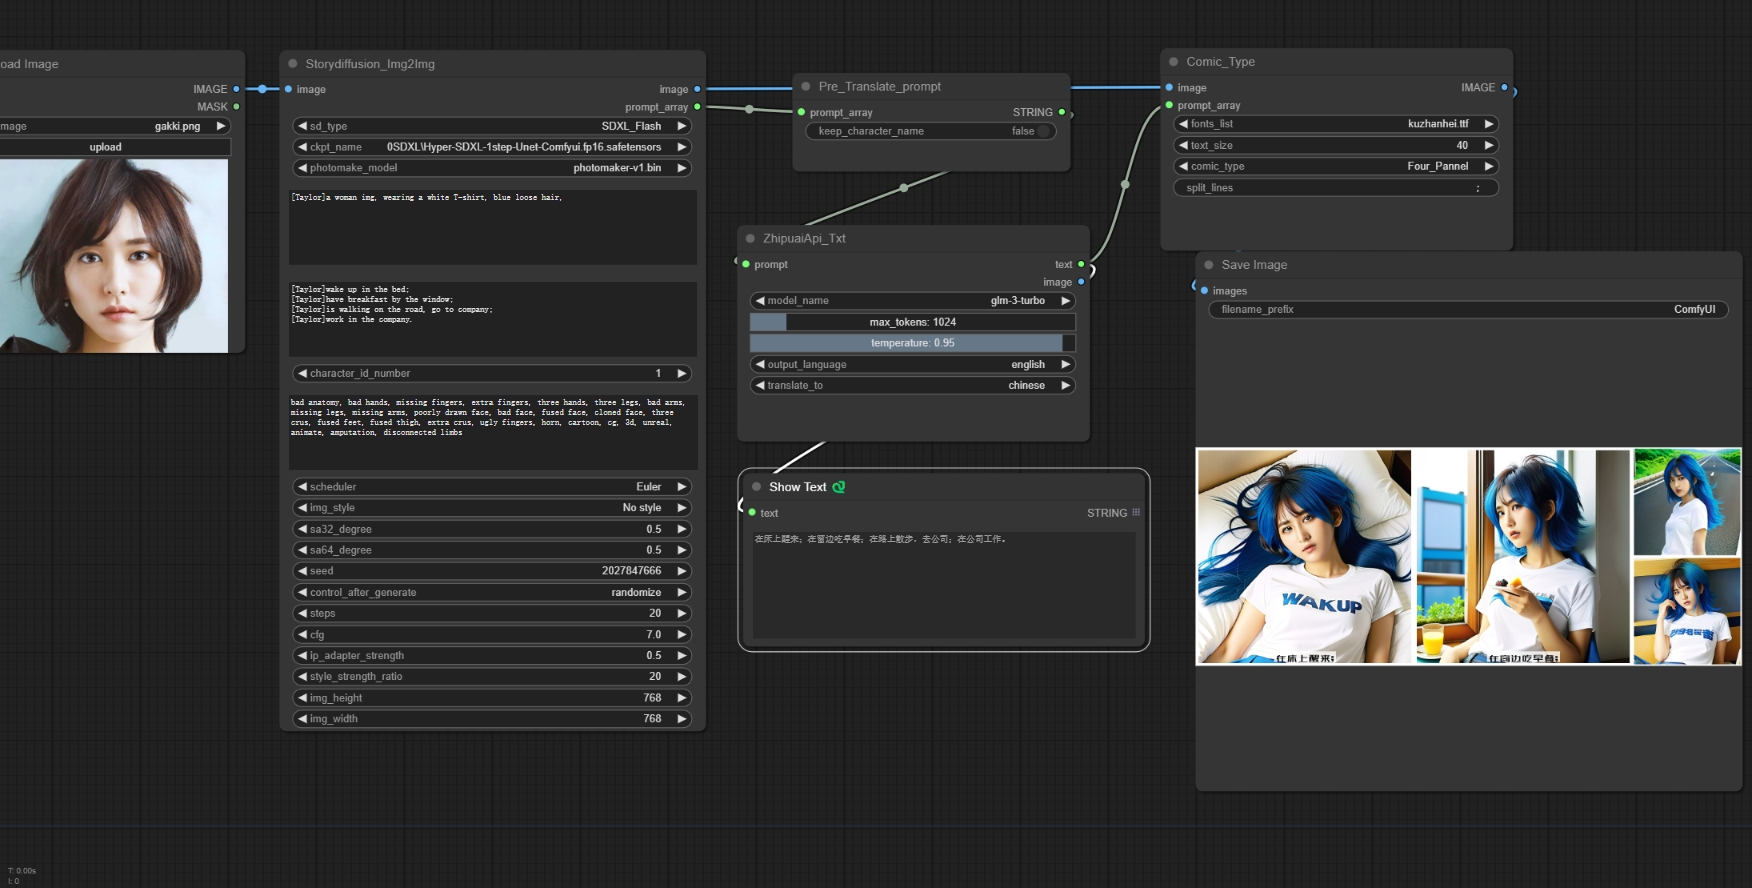 oad Image
IMAGE
MASK
mage
gakki.png
upload
Storydiffusion_Img2Img
image
image
prompt_array
sd_type
SDXL_Flash
ckpt_name
0SDXL\Hyper-SDXL-1step-Unet-Comfyui.fp16.safetensors
photomake_model
photomaker-v1.bin
[Taylor]a woman img, wearing a white T-shirt, blue loose hair,
[Taylor]wake up in the bed;
[Taylor]have breakfast by the window;
[Taylor]is walking on the road, go to company;
[Taylor]work in the company.
character_id_number
1
bad anatomy, bad hands, missing fingers, extra fingers, three hands, three legs, bad arms,
missing legs, missing arms, poorly drawn face, bad face, fused face, cloned face, three
crus, fused feet, fused thigh, extra crus, ugly fingers, horn, cartoon, cg, 3d, unreal,
animate, amputation, disconnected limbs
scheduler
Euler
img_style
No style
sa32_degree
0.5
sa64_degree
0.5
seed
2027847666
control_after_generate
randomize
steps
20
cfg
7.0
ip_adapter_strength
0.5
style_strength_ratio
20
img_height
768
img_width
768
Pre_Translate_prompt
prompt_array
STRING
keep_character_name
false
ZhipuaiApi_Txt
prompt
text
image
model_name
glm-3-turbo
max_tokens: 1024
temperature: 0.95
output_language
english
translate_to
chinese
Show Text
text
STRING
在床上醒来；在窗边吃早餐；在路上散步，去公司；在公司工作。
Comic_Type
image
IMAGE
prompt_array
fonts_list
kuzhanhei.ttf
text_size
40
comic_type
Four_Pannel
split_lines
;
Save Image
images
filename_prefix
ComfyUI
WAKUP
在床上醒来;
在窗边吃早餐;
T: 0.00s
I: 0